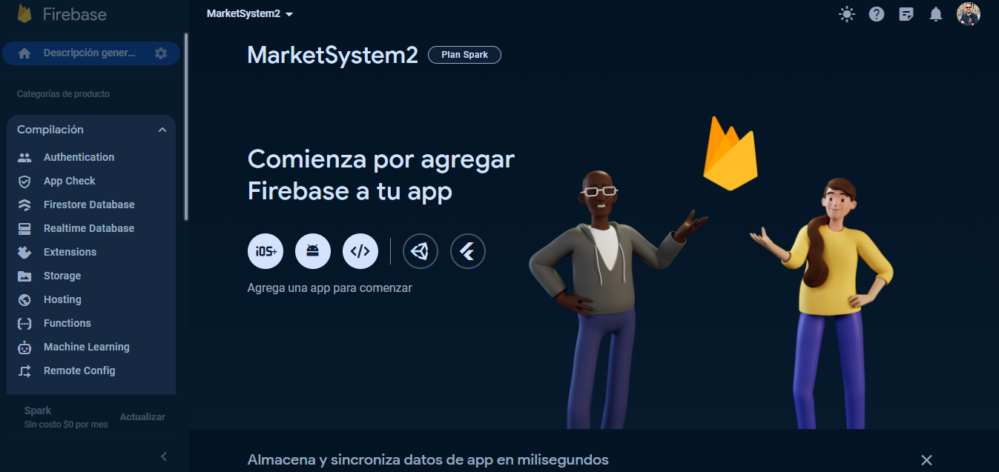 Firebase
MarketSystem2
Descripción gener...
MarketSystem2
Plan Spark
Categorías de producto
Compilación
Authentication
App Check
Firestore Database
Realtime Database
Extensions
Storage
Hosting
Functions
Machine Learning
Remote Config
Spark
Sin costo $0 por mes
Actualizar
Comienza por agregar
Firebase a tu app
iOS+
Agrega una app para comenzar
Almacena y sincroniza datos de app en milisegundos